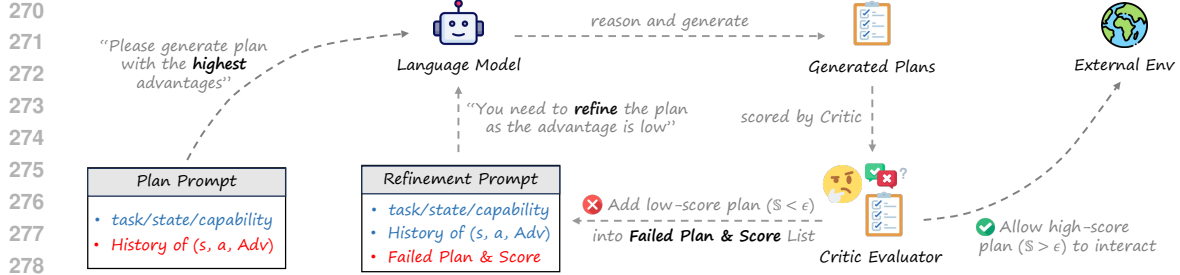 270
271
272
273
274
275
276
277
278
"Please generate plan
with the highest
advantages"
Language Model
reason and generate
Generated Plans
External Env
"You need to refine the plan
as the advantage is low"
scored by Critic
Plan Prompt
• task/state/capability
• History of (s, a, Adv)
Refinement Prompt
• task/state/capability
• History of (s, a, Adv)
• Failed Plan & Score
Add low-score plan (𝕊 < ϵ)
into Failed Plan & Score List
?
Critic Evaluator
Allow high-score
plan (𝕊 > ϵ) to interact